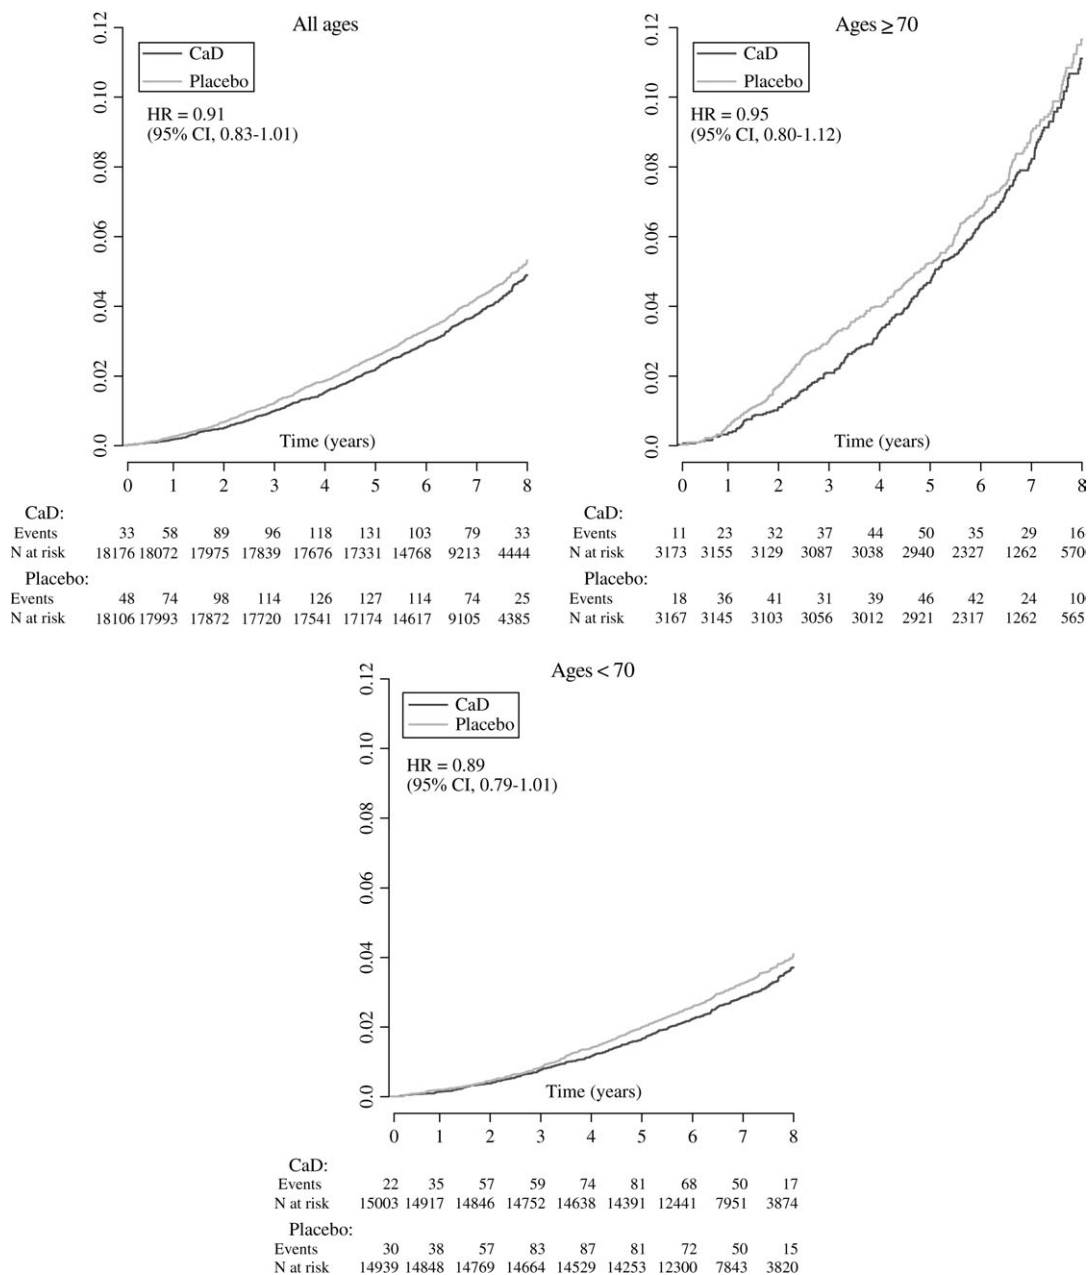 All ages
0.12
0.10
0.08
0.06
0.04
0.02
0.0
CaD
Placebo
HR = 0.91
(95% CI, 0.83-1.01)
Time (years)
0 1 2 3 4 5 6 7 8
CaD:
Events 33 58 89 96 118 131 103 79 33
N at risk 18176 18072 17975 17839 17676 17331 14768 9213 4444
Placebo:
Events 48 74 98 114 126 127 114 74 25
N at risk 18106 17993 17872 17720 17541 17174 14617 9105 4385
Ages ≥ 70
0.12
0.10
0.08
0.06
0.04
0.02
0.0
CaD
Placebo
HR = 0.95
(95% CI, 0.80-1.12)
Time (years)
0 1 2 3 4 5 6 7 8
CaD:
Events 11 23 32 37 44 50 35 29 16
N at risk 3173 3155 3129 3087 3038 2940 2327 1262 570
Placebo:
Events 18 36 41 31 39 46 42 24 10
N at risk 3167 3145 3103 3056 3012 2921 2317 1262 565
Ages < 70
0.12
0.10
0.08
0.06
0.04
0.02
0.0
CaD
Placebo
HR = 0.89
(95% CI, 0.79-1.01)
Time (years)
0 1 2 3 4 5 6 7 8
CaD:
Events 22 35 57 59 74 81 68 50 17
N at risk 15003 14917 14846 14752 14638 14391 12441 7951 3874
Placebo:
Events 30 38 57 83 87 81 72 50 15
N at risk 14939 14848 14769 14664 14529 14253 12300 7843 3820